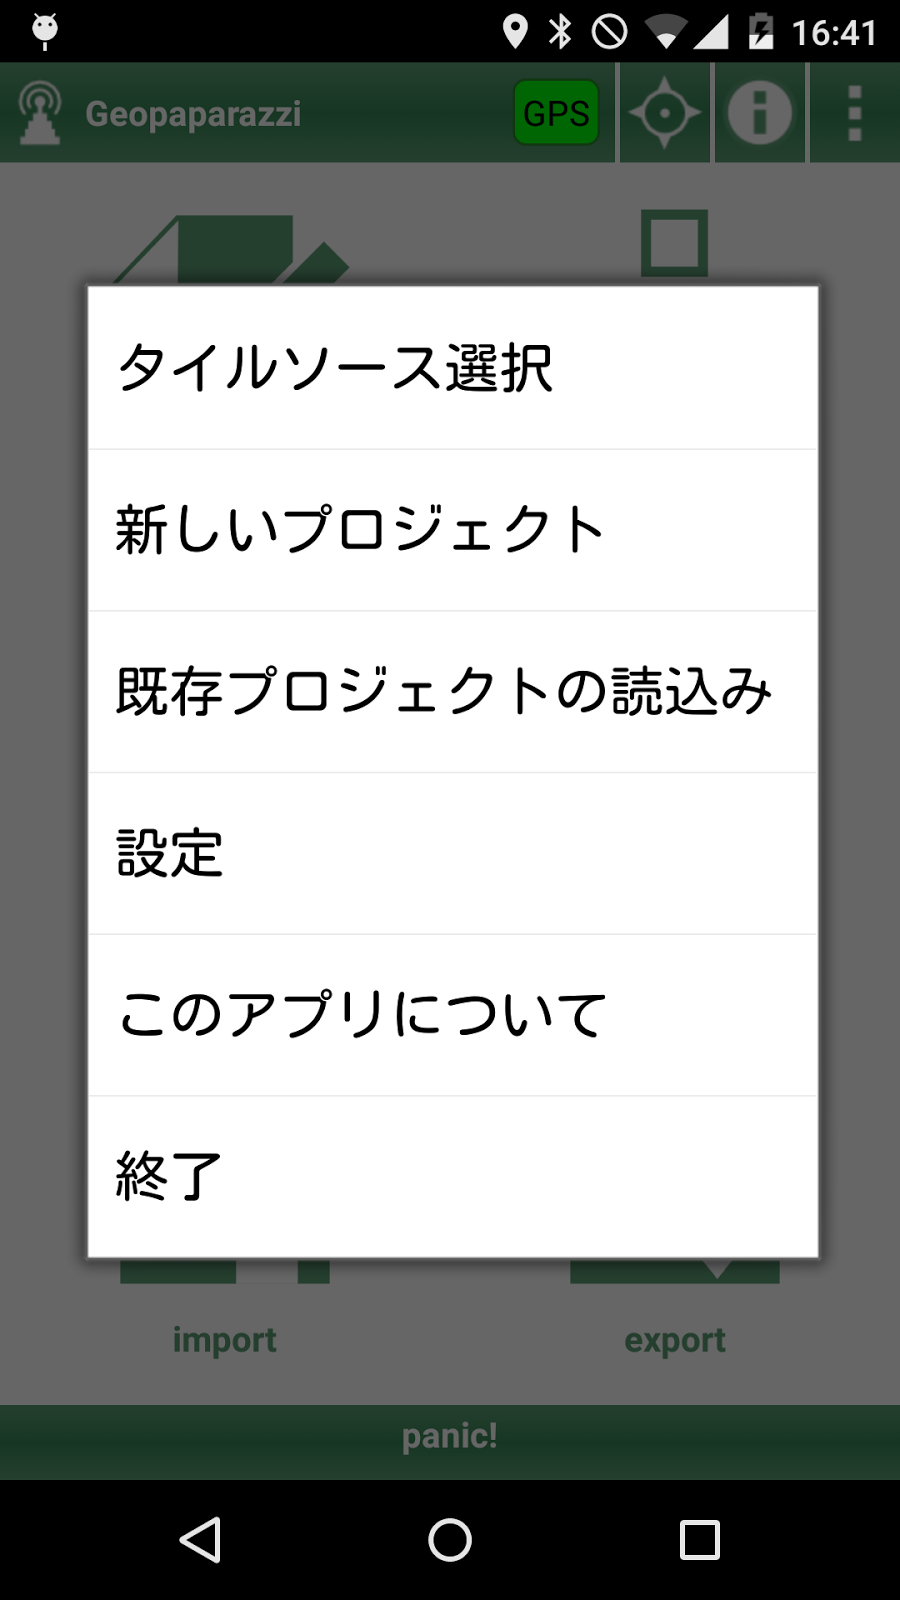 16:41
Geopaparazzi
GPS
タイルソース選択
新しいプロジェクト
既存プロジェクトの読込み
設定
このアプリについて
終了
import
export
panic!